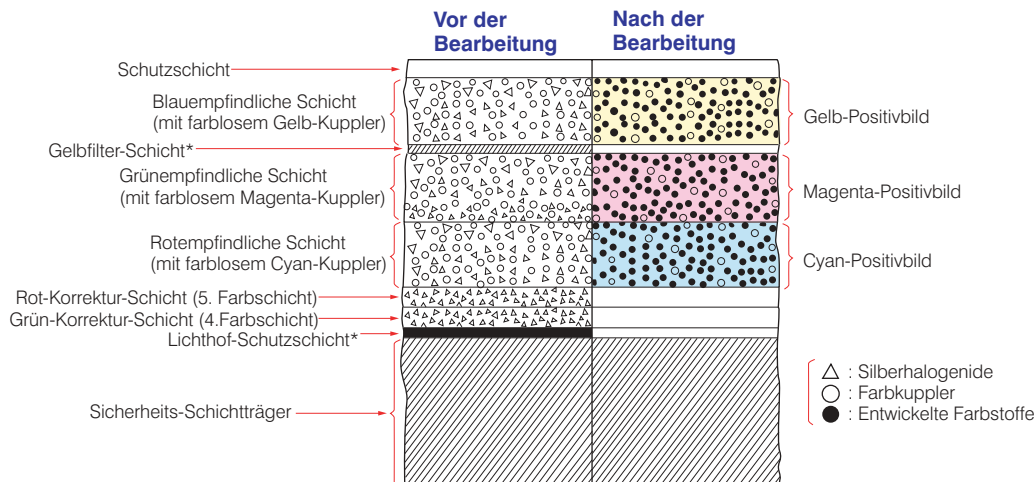 Vor der
Bearbeitung
Nach der
Bearbeitung
Schutzschicht
Blauempfindliche Schicht
(mit farblosem Gelb-Kuppler)
Gelb-Positivbild
Gelbfilter-Schicht*
Grünempfindliche Schicht
(mit farblosem Magenta-Kuppler)
Magenta-Positivbild
Rotempfindliche Schicht
(mit farblosem Cyan-Kuppler)
Cyan-Positivbild
Rot-Korrektur-Schicht (5. Farbschicht)
Grün-Korrektur-Schicht (4.Farbschicht)
Lichthof-Schutzschicht*
Sicherheits-Schichtträger
: Silberhalogenide
: Farbkuppler
: Entwickelte Farbstoffe